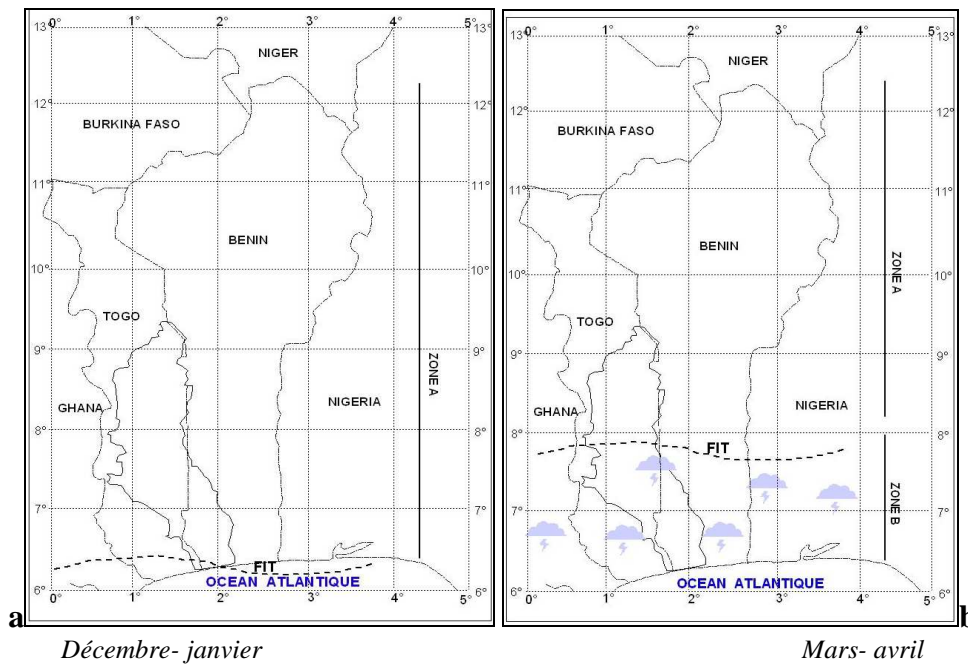 0° 1° 2° 3° 4° 5°
13° 13°
NIGER
12° 12°
BURKINA FASO
11° 11°
BENIN
10° 10°
TOGO
9° 9°
ZONE A
GHANA
NIGERIA
8° 8°
7° 7°
FIT
OCEAN ATLANTIQUE
6° 6°
0° 1° 2° 3° 4° 5°
a
Décembre- janvier
0° 1° 2° 3° 4° 5°
13° 13°
NIGER
12° 12°
BURKINA FASO
11° 11°
BENIN
ZONE A
10° 10°
TOGO
9° 9°
GHANA
NIGERIA
8° 8°
FIT
ZONE B
7° 7°
OCEAN ATLANTIQUE
6° 6°
0° 1° 2° 3° 4° 5°
b
Mars- avril